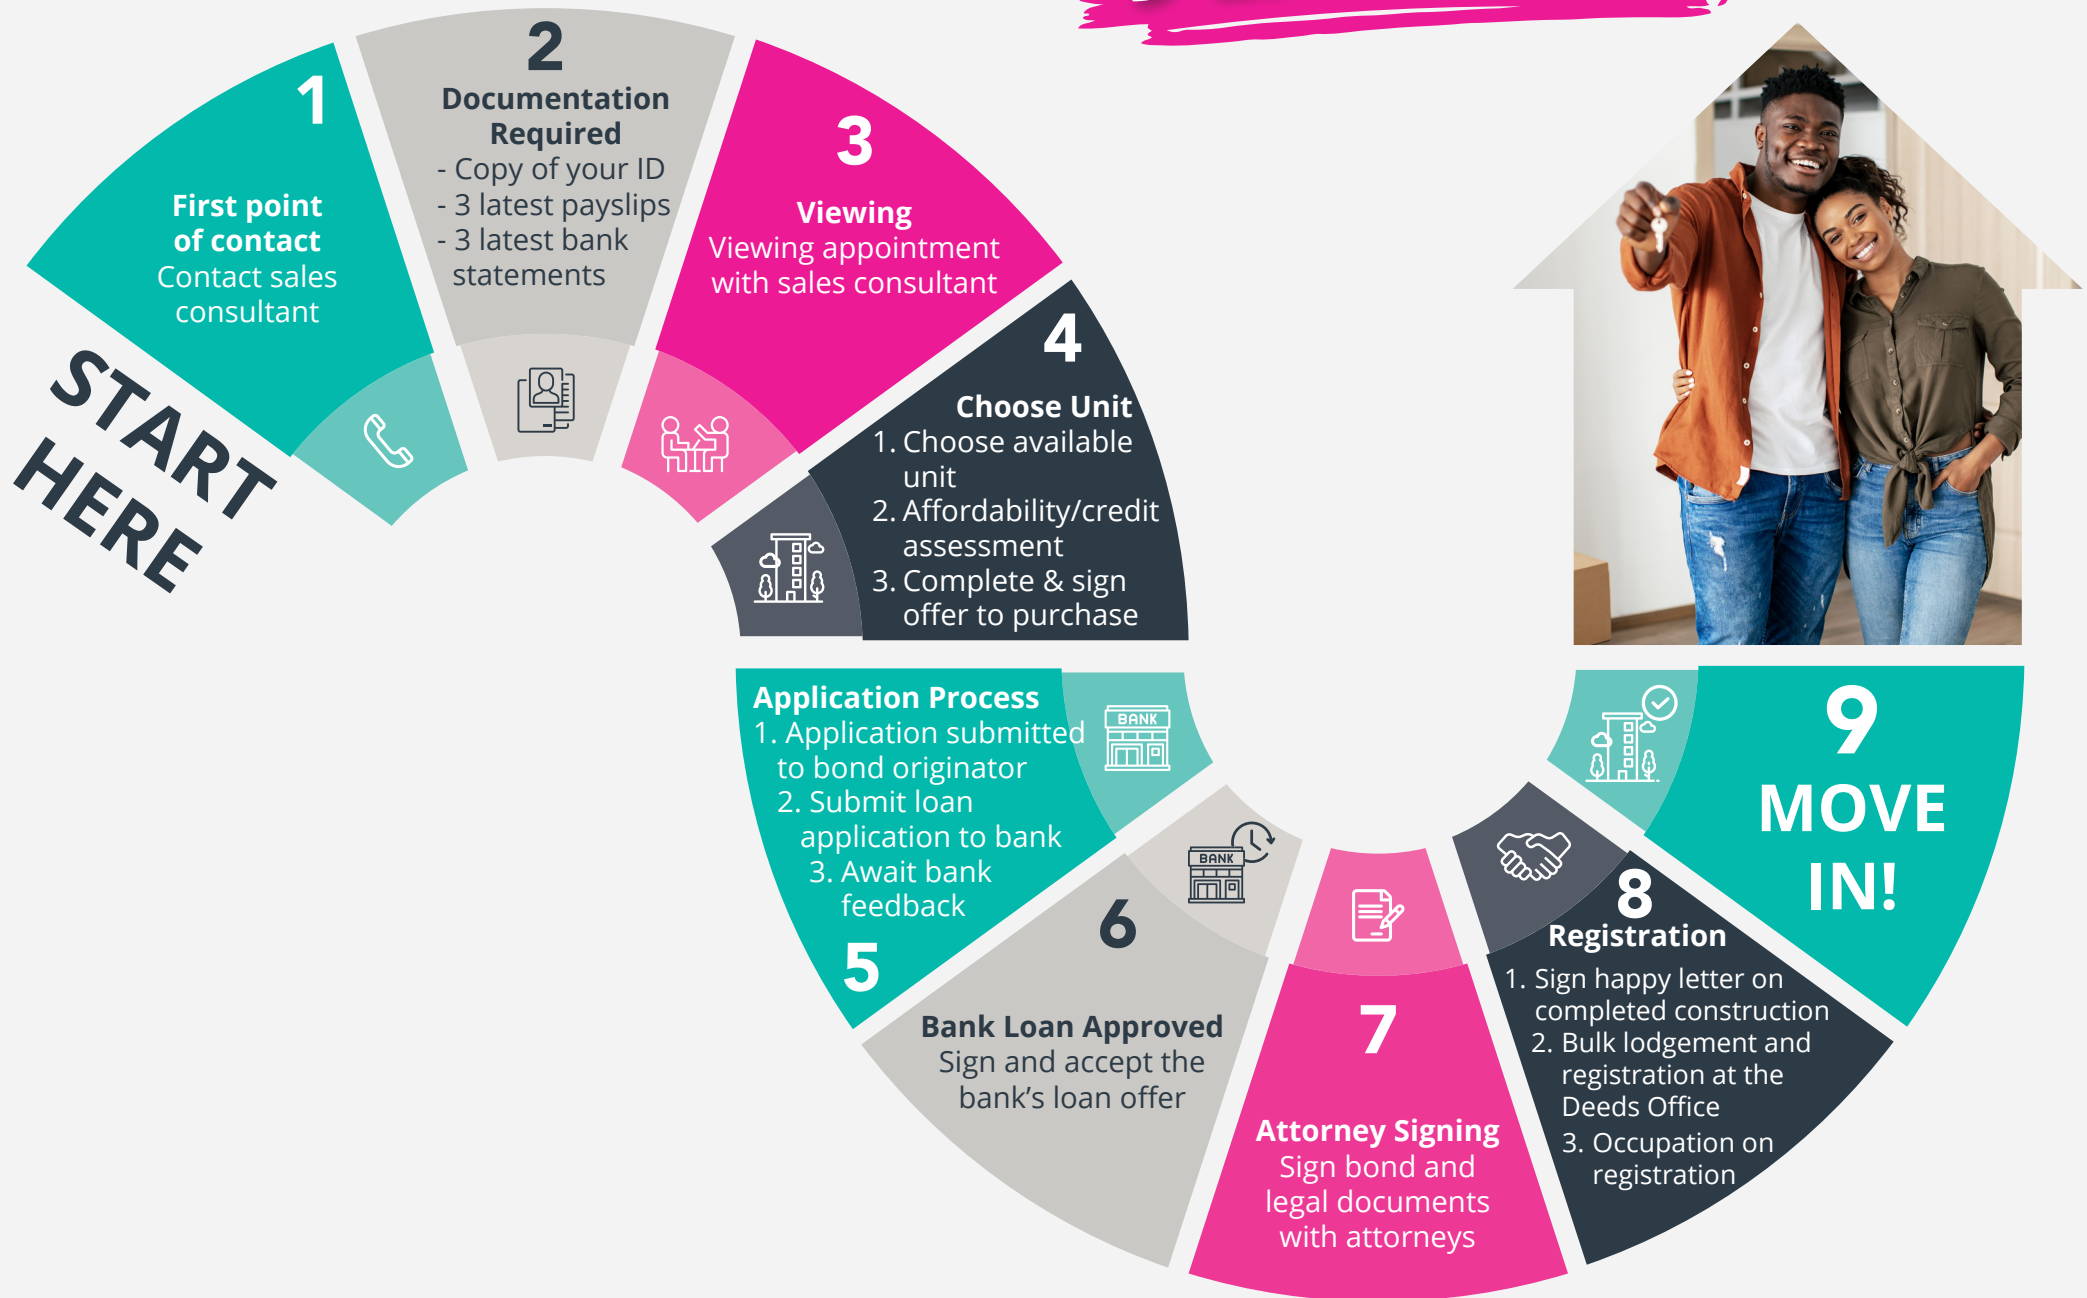 START
HERE
1
First point
of contact
Contact sales
consultant
2
Documentation
Required
- Copy of your ID
- 3 latest payslips
- 3 latest bank
statements
3
Viewing
Viewing appointment
with sales consultant
4
Choose Unit
1. Choose available
unit
2. Affordability/credit
assessment
3. Complete & sign
offer to purchase
Application Process
1. Application submitted
to bond originator
2. Submit loan
application to bank
3. Await bank
feedback
5
BANK
6
BANK
Bank Loan Approved
Sign and accept the
bank’s loan offer
7
Attorney Signing
Sign bond and
legal documents
with attorneys
8
Registration
1. Sign happy letter on
completed construction
2. Bulk lodgement and
registration at the
Deeds Office
3. Occupation on
registration
9
MOVE
IN!